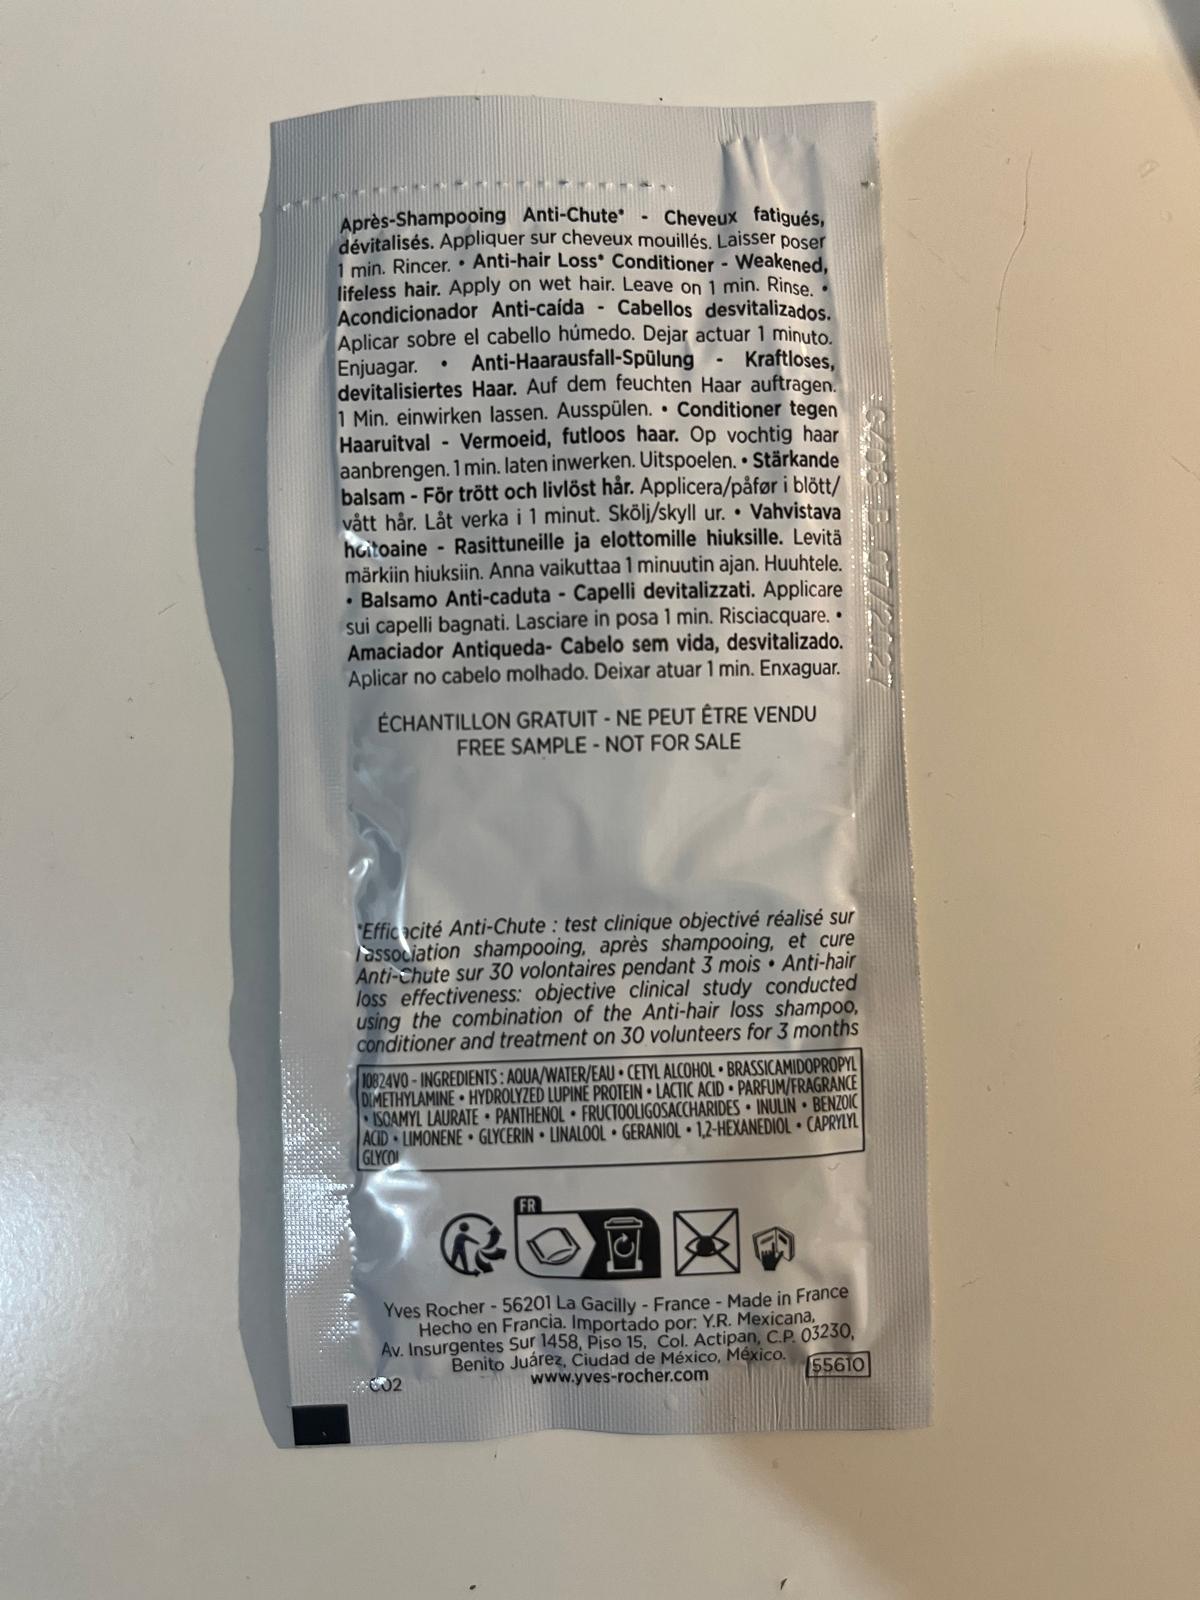 Après-Shampooing Anti-Chute* - Cheveux fatigués,
dévitalisés. Appliquer sur cheveux mouillés. Laisser poser
1 min. Rincer. • Anti-hair Loss* Conditioner - Weakened,
lifeless hair. Apply on wet hair. Leave on 1 min. Rinse. •
Acondicionador Anti-caída - Cabellos desvitalizados.
Aplicar sobre el cabello húmedo. Dejar actuar 1 minuto.
Enjuagar. • Anti-Haarausfall-Spülung - Kraftloses,
devitalisiertes Haar. Auf dem feuchten Haar auftragen.
1 Min. einwirken lassen. Ausspülen. • Conditioner tegen
Haaruitval - Vermoeid, futloos haar. Op vochtig haar
aanbrengen. 1 min. laten inwerken. Uitspoelen. • Stärkande
balsam - För trött och livlöst hår. Applicera/påfør i blött/
vått hår. Låt verka i 1 minut. Skölj/skyll ur. • Vahvistava
hoitoaine - Rasittuneille ja elottomille hiuksille. Levitä
märkiin hiuksiin. Anna vaikuttaa 1 minuutin ajan. Huuhtele.
• Balsamo Anti-caduta - Capelli devitalizzati. Applicare
sui capelli bagnati. Lasciare in posa 1 min. Risciacquare. •
Amaciador Antiqueda- Cabelo sem vida, desvitalizado.
Aplicar no cabelo molhado. Deixar atuar 1 min. Enxaguar.
ÉCHANTILLON GRATUIT - NE PEUT ÊTRE VENDU
FREE SAMPLE - NOT FOR SALE
*Efficacité Anti-Chute : test clinique objectivé réalisé sur
l'association shampooing, après shampooing, et cure
Anti-Chute sur 30 volontaires pendant 3 mois • Anti-hair
loss effectiveness: objective clinical study conducted
using the combination of the Anti-hair loss shampoo,
conditioner and treatment on 30 volunteers for 3 months
10824V0 - INGREDIENTS : AQUA/WATER/EAU • CETYL ALCOHOL • BRASSICAMIDOPROPYL
DIMETHYLAMINE • HYDROLYZED LUPINE PROTEIN • LACTIC ACID • PARFUM/FRAGRANCE
• ISOAMYL LAURATE • PANTHENOL • FRUCTOOLIGOSACCHARIDES • INULIN • BENZOIC
ACID • LIMONENE • GLYCERIN • LINALOOL • GERANIOL • 1,2-HEXANEDIOL • CAPRYLYL
GLYCOL
FR
Yves Rocher - 56201 La Gacilly - France - Made in France
Hecho en Francia. Importado por: Y.R. Mexicana,
Av. Insurgentes Sur 1458, Piso 15, Col. Actipan, C.P. 03230,
Benito Juárez, Ciudad de México, México.
55610
www.yves-rocher.com
C02